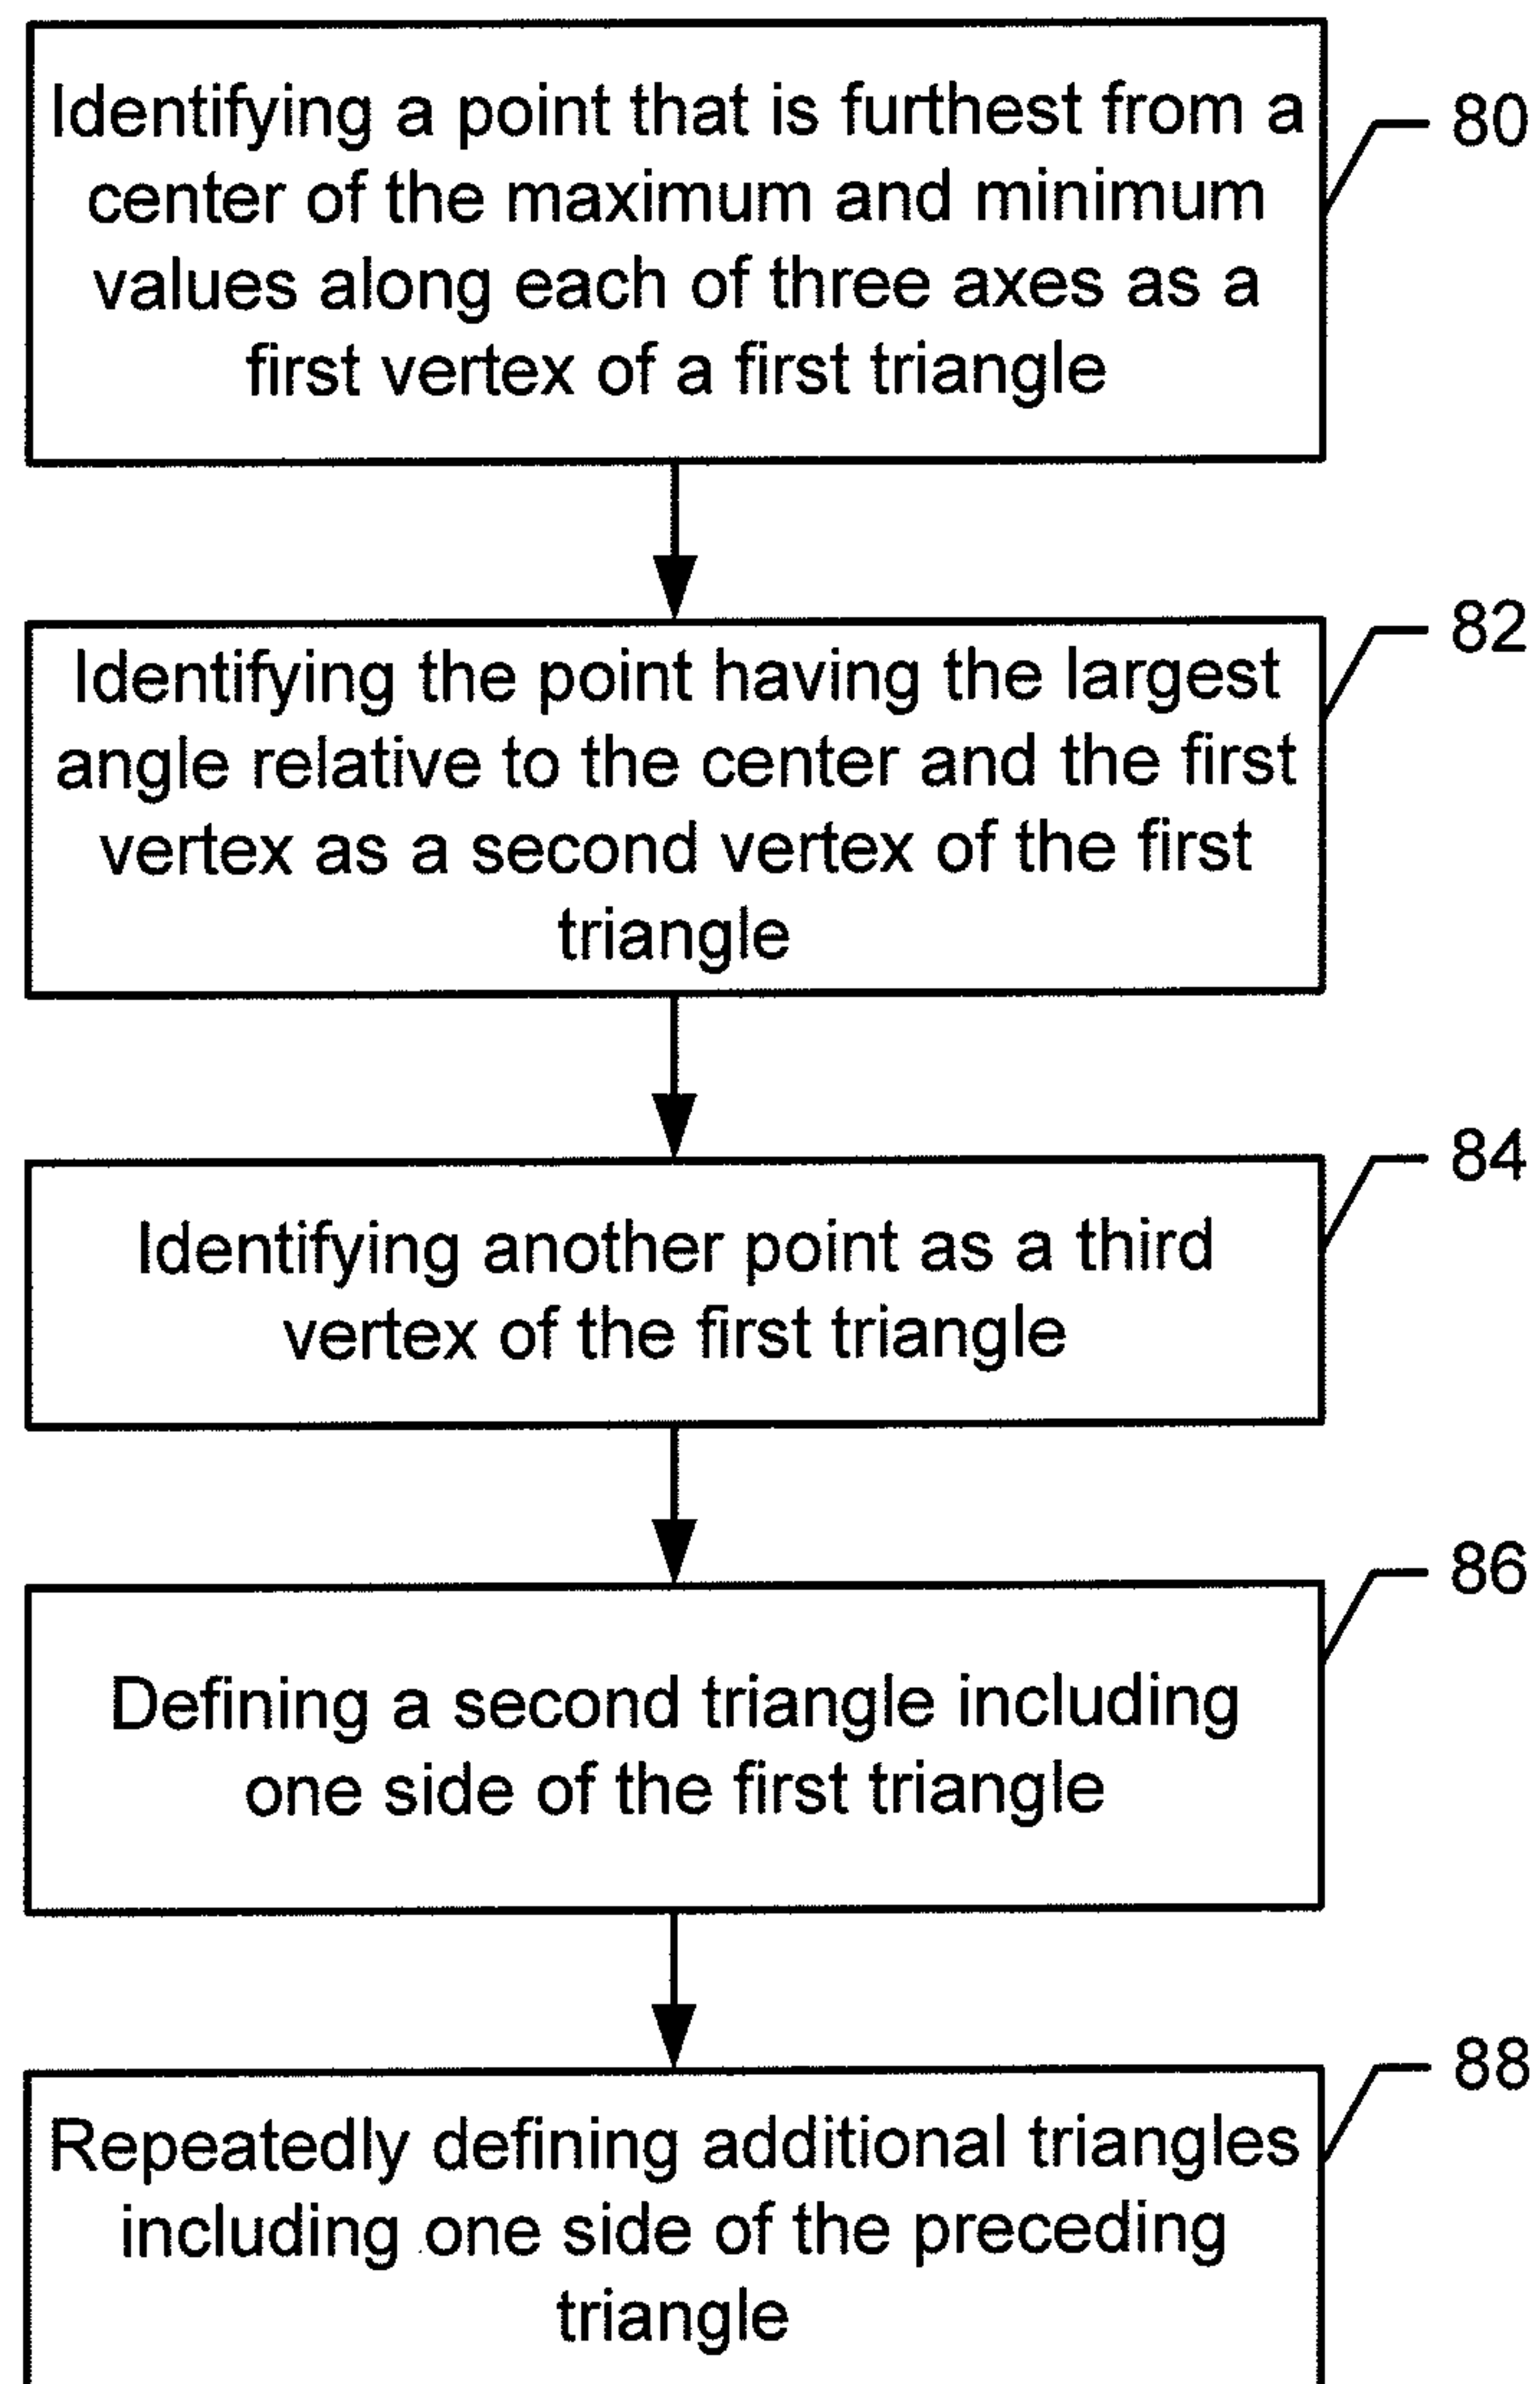 Identifying a point that is furthest from a
center of the maximum and minimum
values along each of three axes as a
first vertex of a first triangle
80
Identifying the point having the largest
angle relative to the center and the first
vertex as a second vertex of the first
triangle
82
Identifying another point as a third
vertex of the first triangle
84
Defining a second triangle including
one side of the first triangle
86
Repeatedly defining additional triangles
including one side of the preceding
triangle
88